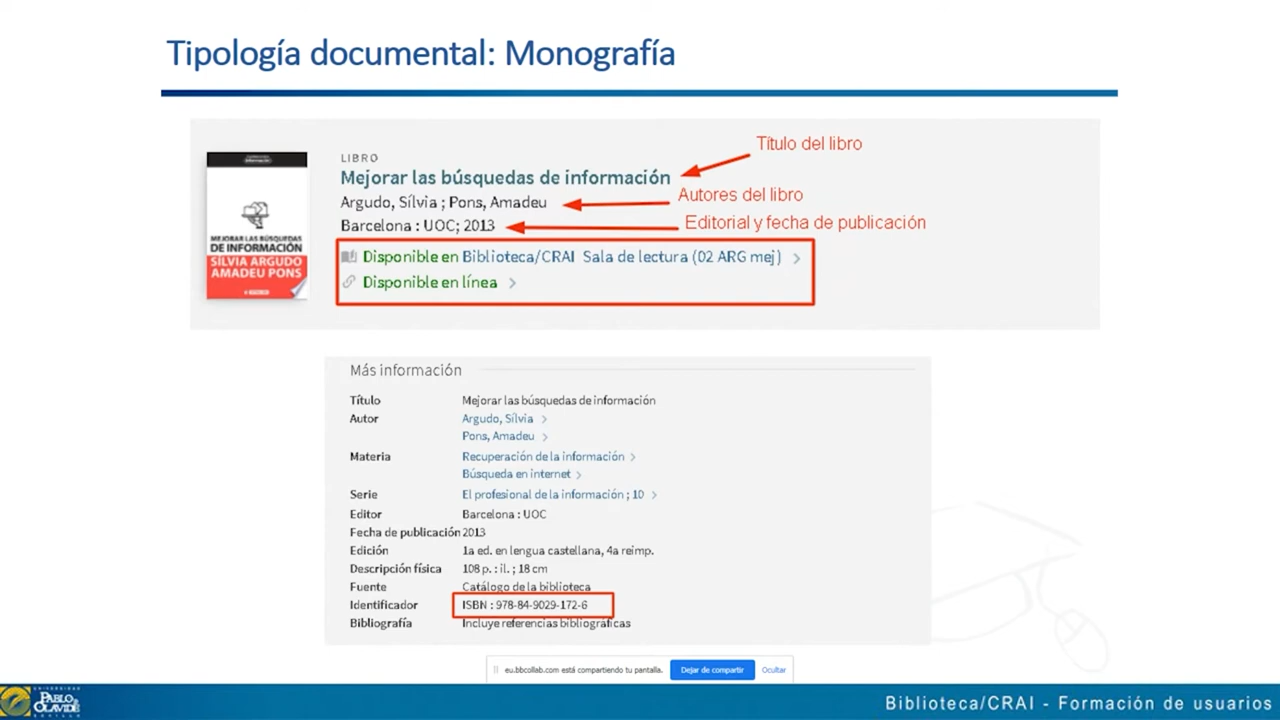 Tipología documental: Monografía
LIBRO
Mejorar las búsquedas de información
Argudo, Sílvia ; Pons, Amadeu
Barcelona : UOC; 2013
Disponible en Biblioteca/CRAI Sala de lectura (02 ARG mej)
Disponible en línea
Título del libro
Autores del libro
Editorial y fecha de publicación
MEJORAR LAS BÚSQUEDAS
DE INFORMACIÓN
SÍLVIA ARGUDO
AMADEU PONS
Más información
Título Mejorar las búsquedas de información
Autor Argudo, Sílvia
Pons, Amadeu
Materia Recuperación de la información
Búsqueda en internet
Serie El profesional de la información ; 10
Editor Barcelona : UOC
Fecha de publicación 2013
Edición 1a ed. en lengua castellana, 4a reimp.
Descripción física 108 p. : il. ; 18 cm
Fuente Catálogo de la biblioteca
Identificador ISBN : 978-84-9029-172-6
Bibliografía Incluye referencias bibliográficas
eu.bbcollab.com está compartiendo tu pantalla. Dejar de compartir Ocultar
UNIVERSIDAD
PABLO DE
OLAVIDE
SEVILLA
Biblioteca/CRAI - Formación de usuarios